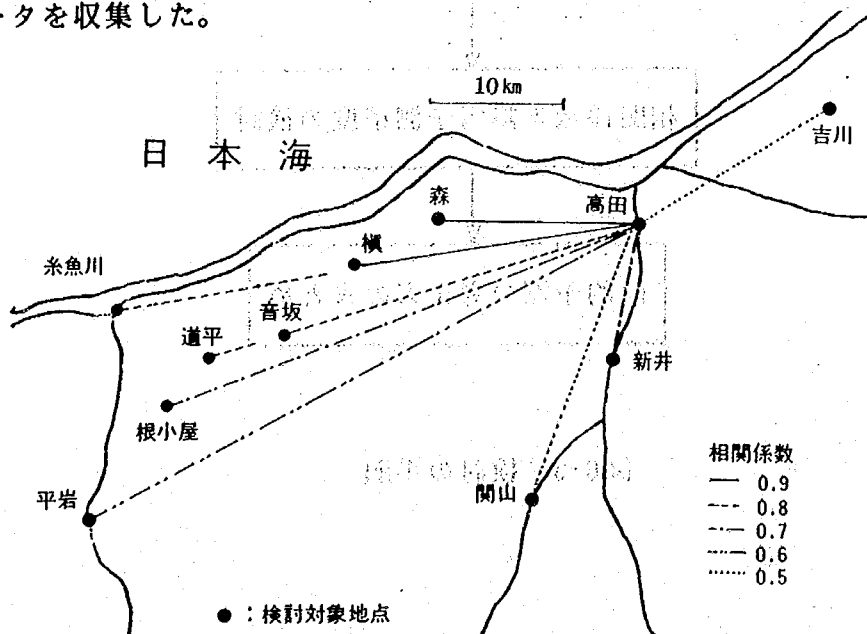 ータを収集した。
10km
日本海
吉川
森
高田
槇
糸魚川
音坂
道平
新井
根小屋
相関係数
0.9
0.8
0.7
0.6
0.5
関山
平岩
●:検討対象地点